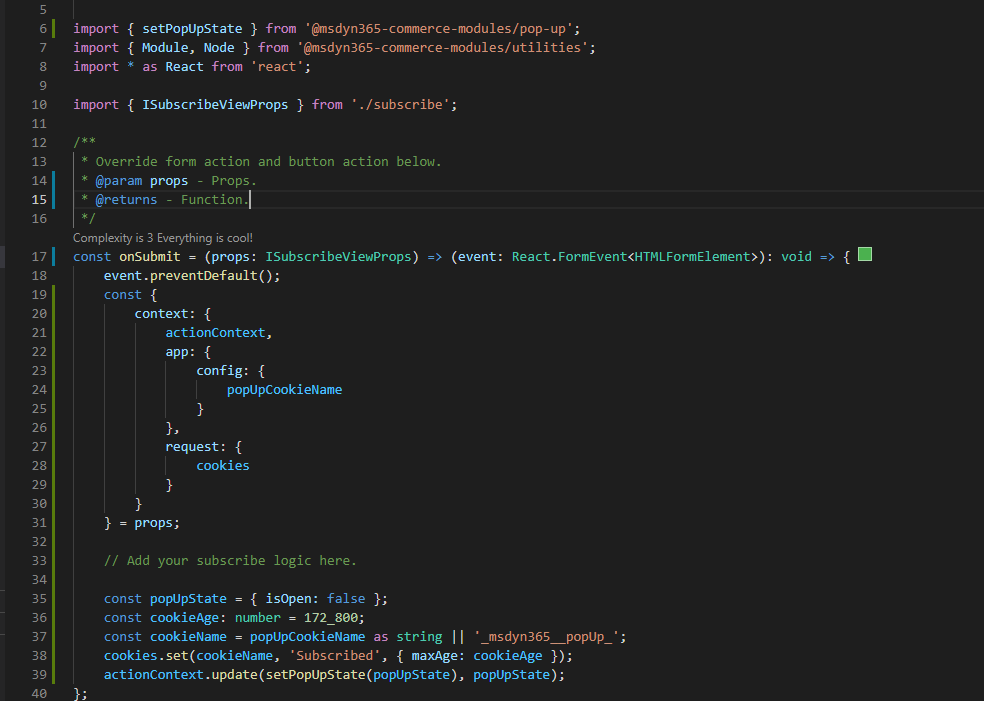 5
6 import { setPopUpState } from '@msdyn365-commerce-modules/pop-up';
7 import { Module, Node } from '@msdyn365-commerce-modules/utilities';
8 import * as React from 'react';
9
10 import { ISubscribeViewProps } from './subscribe';
11
12 /**
13  * Override form action and button action below.
14  * @param props - Props.
15  * @returns - Function.
16  */
Complexity is 3 Everything is cool!
17 const onSubmit = (props: ISubscribeViewProps) => (event: React.FormEvent<HTMLFormElement>): void => {
18     event.preventDefault();
19     const {
20         context: {
21             actionContext,
22             app: {
23                 config: {
24                     popUpCookieName
25                 }
26             },
27             request: {
28                 cookies
29             }
30         }
31     } = props;
32
33     // Add your subscribe logic here.
34
35     const popUpState = { isOpen: false };
36     const cookieAge: number = 172_800;
37     const cookieName = popUpCookieName as string || '_msdyn365__popUp_';
38     cookies.set(cookieName, 'Subscribed', { maxAge: cookieAge });
39     actionContext.update(setPopUpState(popUpState), popUpState);
40 };